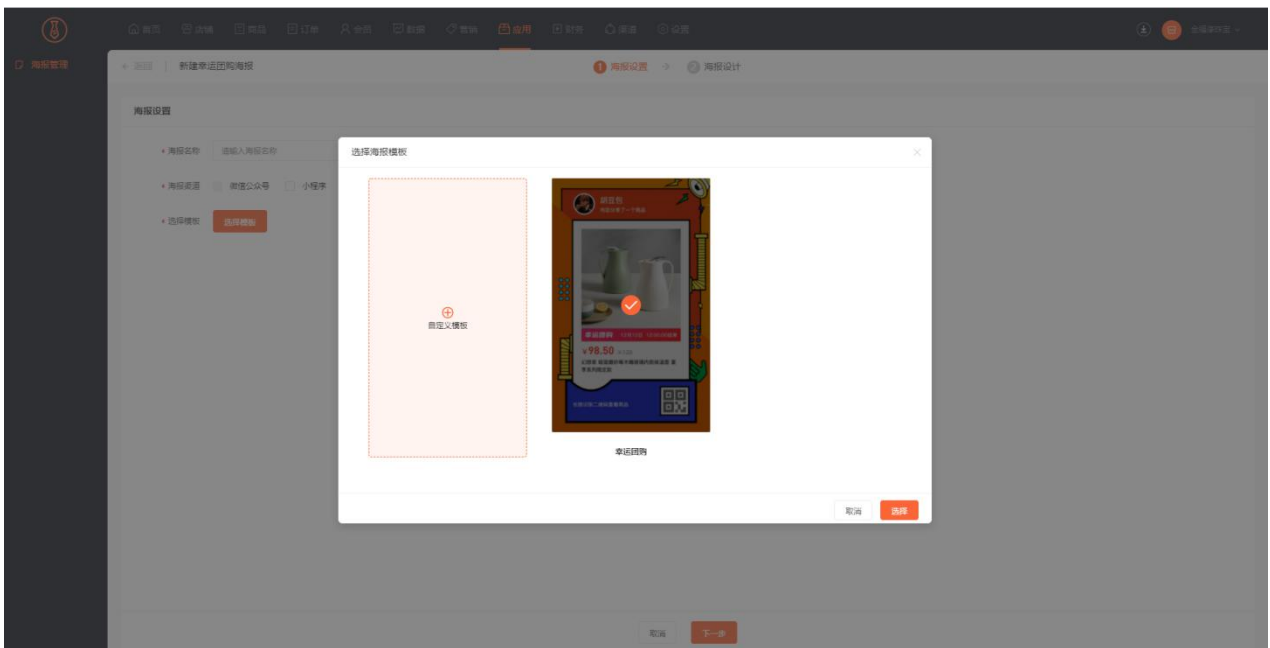 首页 店铺 商品 订单 会员 数据 营销 应用 财务 渠道 设置
海报管理
返回 新建幸运团购海报 1 海报设置 2 海报设计
海报设置
海报名称 请输入海报名称
海报渠道 微信公众号 小程序
选择模板 选择模板
选择海报模板
自定义模板
幸运团购
¥98.50
幸运团购
取消 选择
取消 下一步